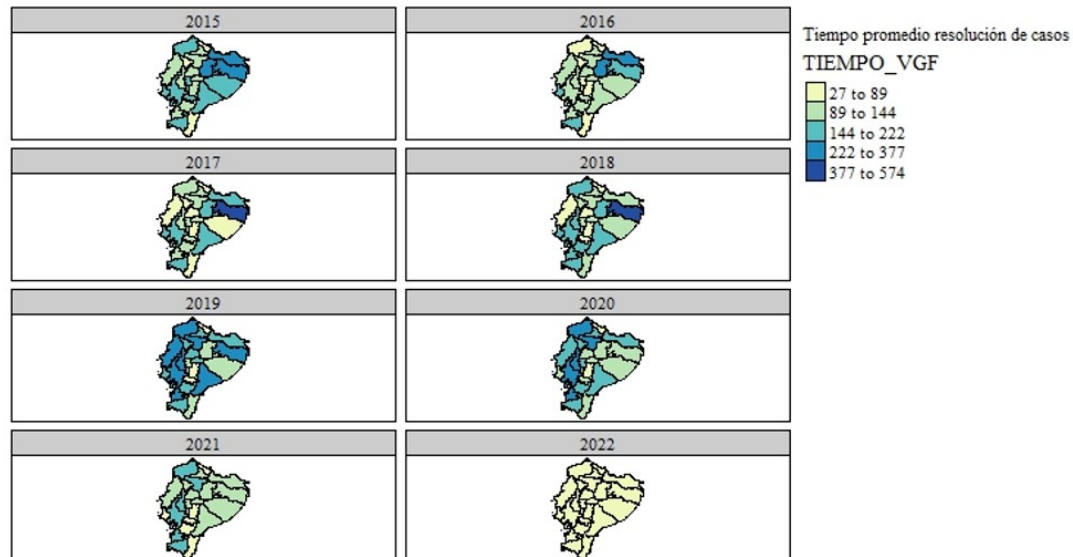 2015
2016
Tiempo promedio resolución de casos
TIEMPO_VGF
27 to 89
89 to 144
144 to 222
222 to 377
377 to 574
2017
2018
2019
2020
2021
2022